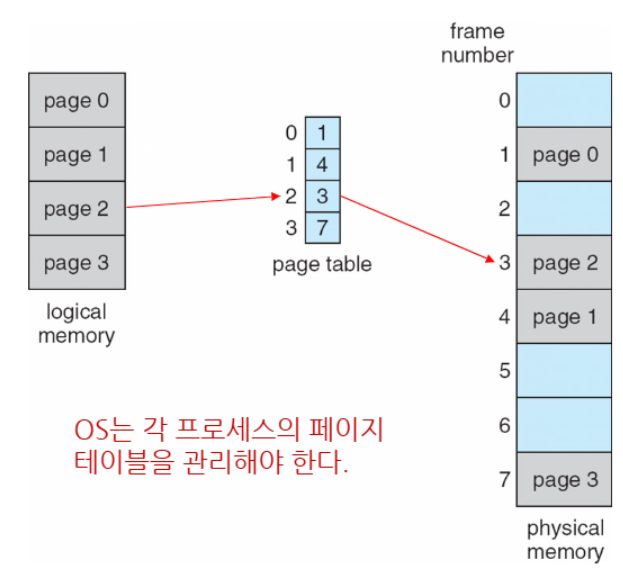 frame
number
page 0
page 1
page 2
page 3
logical
memory
0 1
1 4
2 3
3 7
page table
0
1 page 0
2
3 page 2
4 page 1
5
6
7 page 3
physical
memory
OS는 각 프로세스의 페이지
테이블을 관리해야 한다.